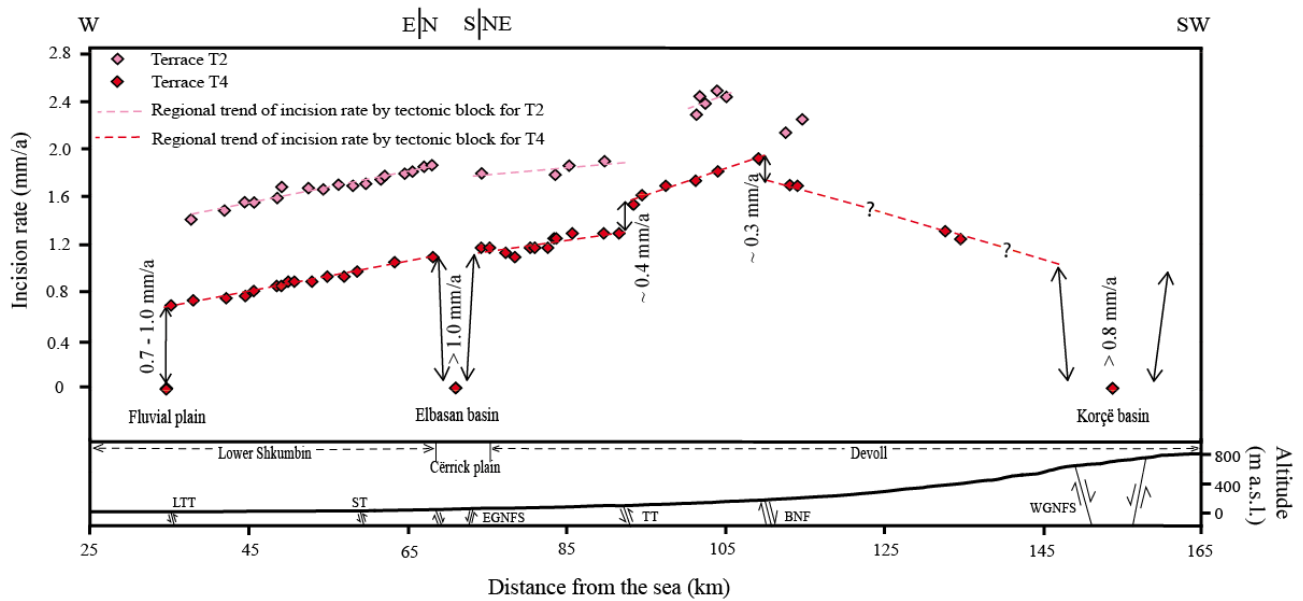 W E|N S|NE SW
2.8
2.4
2.0
1.6
1.2
0.8
0.4
0
Incision rate (mm/a)
Terrace T2
Terrace T4
Regional trend of incision rate by tectonic block for T2
Regional trend of incision rate by tectonic block for T4
0.7 - 1.0 mm/a
> 1.0 mm/a
~ 0.4 mm/a
~ 0.3 mm/a
?
?
> 0.8 mm/a
Fluvial plain
Elbasan basin
Korçë basin
Lower Shkumbin
Cërrick plain
Devoll
LTT
ST
EGNFS
TT
BNF
WGNFS
800
400
0
Altitude
(m a.s.l.)
25 45 65 85 105 125 145 165
Distance from the sea (km)